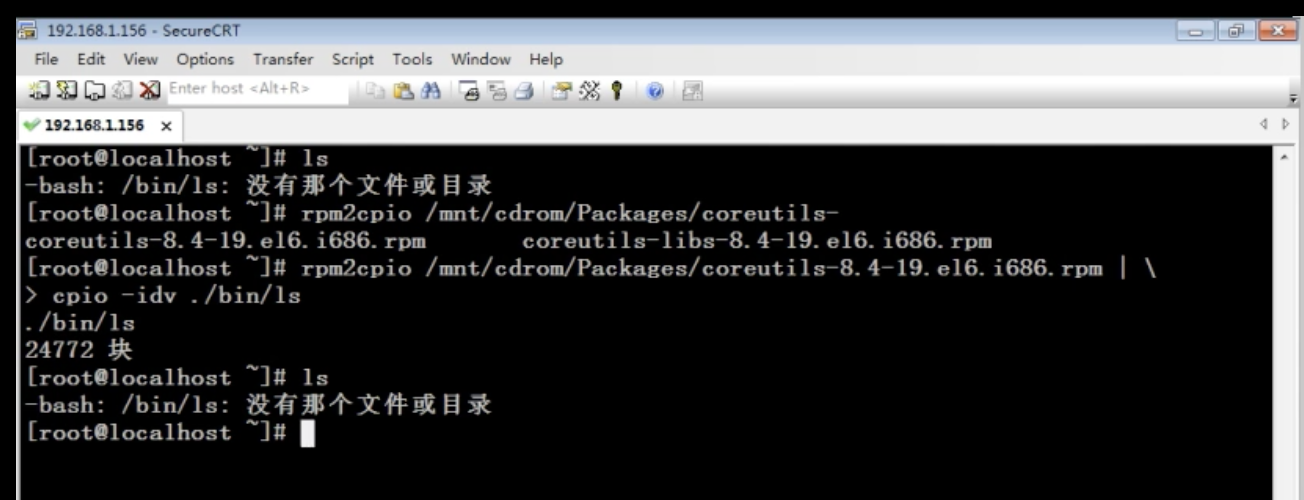 192.168.1.156 - SecureCRT
File Edit View Options Transfer Script Tools Window Help
Enter host <Alt+R>
192.168.1.156 x
[root@localhost ~]# ls
-bash: /bin/ls: 没有那个文件或目录
[root@localhost ~]# rpm2cpio /mnt/cdrom/Packages/coreutils-
coreutils-8.4-19.el6.i686.rpm coreutils-libs-8.4-19.el6.i686.rpm
[root@localhost ~]# rpm2cpio /mnt/cdrom/Packages/coreutils-8.4-19.el6.i686.rpm | \
> cpio -idv ./bin/ls
./bin/ls
24772 块
[root@localhost ~]# ls
-bash: /bin/ls: 没有那个文件或目录
[root@localhost ~]#